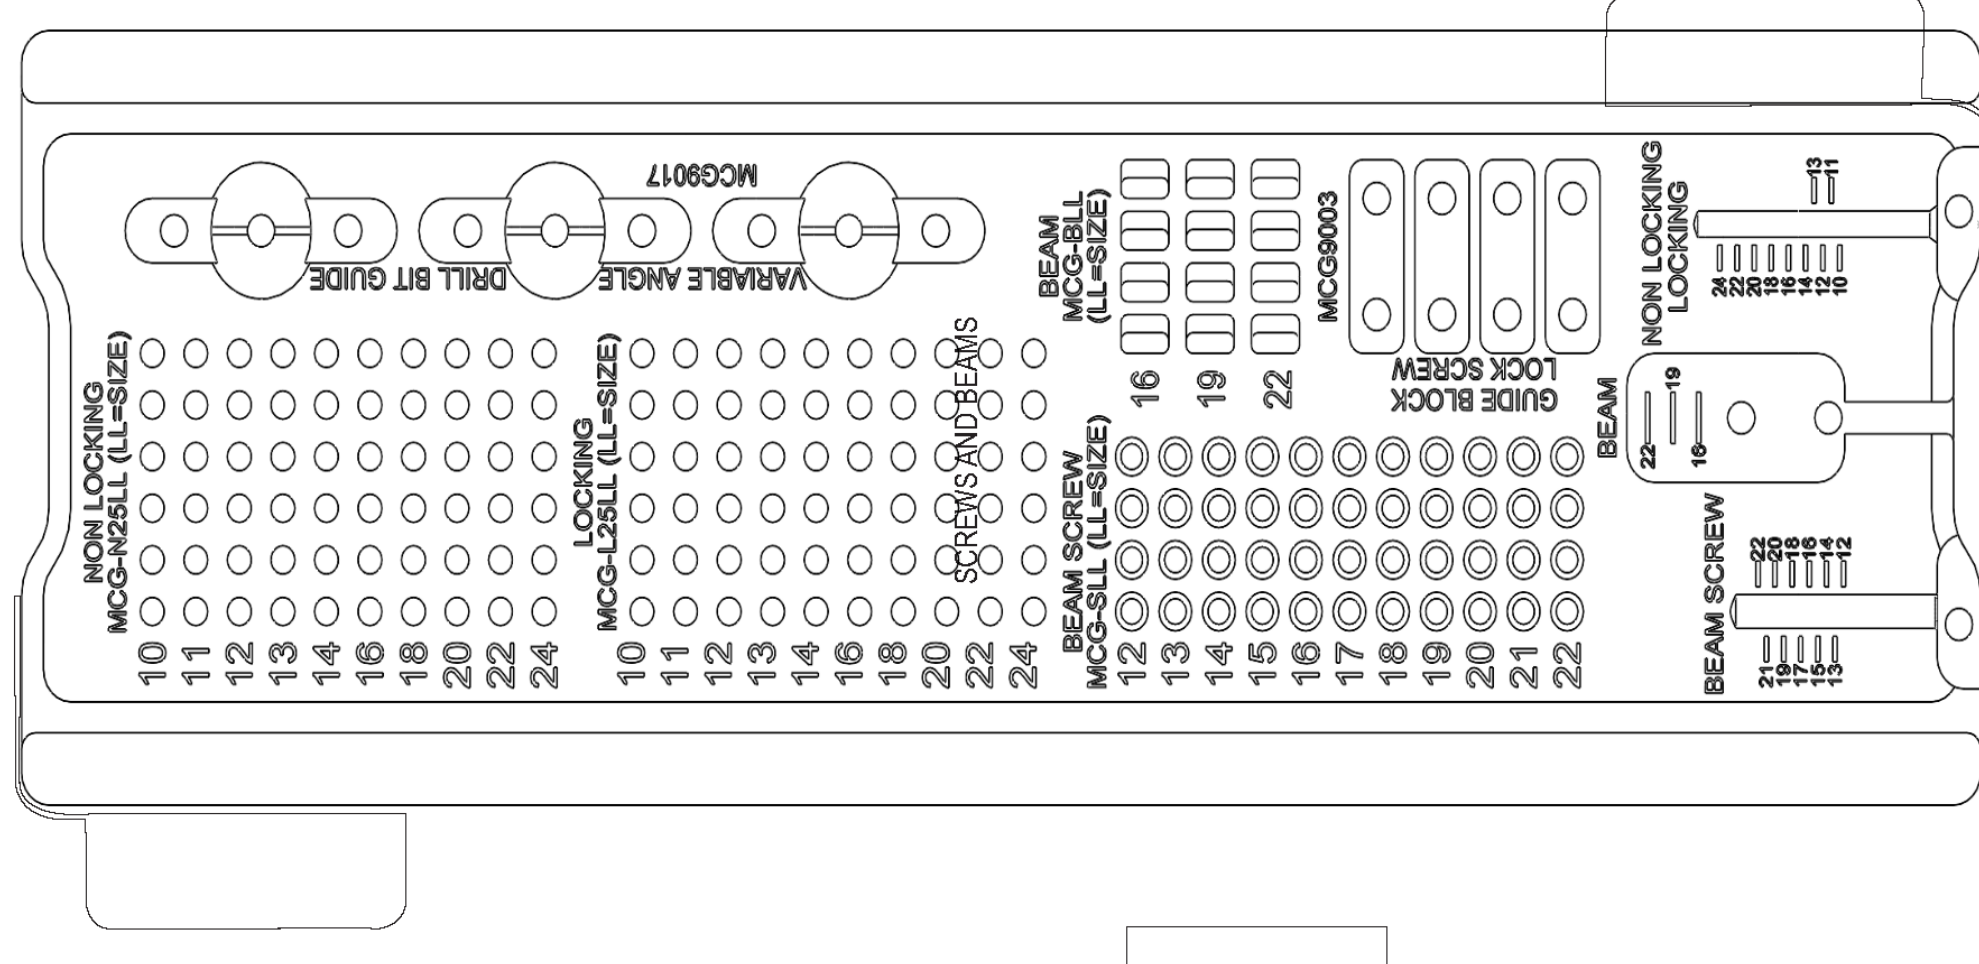 MCG9017
VARIABLE ANGLE DRILL BIT GUIDE
NON LOCKING
MCG-N25LL (LL=SIZE)
10 11 12 13 14 16 18 20 22 24
LOCKING
MCG-L25LL (LL=SIZE)
10 11 12 13 14 16 18 20 22 24
SCREWS AND BEAMS
BEAM
MCG-BLL
(LL=SIZE)
16 19 22
MCG9003
GUIDE BLOCK
LOCK SCREW
BEAM SCREW
MCG-SLL (LL=SIZE)
12 13 14 15 16 17 18 19 20 21 22
NON LOCKING
LOCKING
13 11
24 22 20 18 16 14 12 10
BEAM
22 19 16
BEAM SCREW
22 20 18 16 14 12
21 19 17 15 13